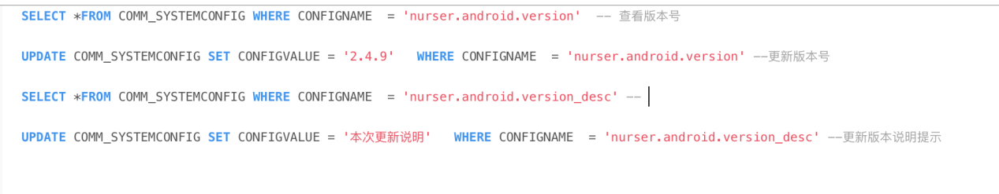 SELECT *FROM COMM_SYSTEMCONFIG WHERE CONFIGNAME  = 'nurser.android.version'  -- 查看版本号
UPDATE COMM_SYSTEMCONFIG SET CONFIGVALUE = '2.4.9'   WHERE CONFIGNAME  = 'nurser.android.version' --更新版本号
SELECT *FROM COMM_SYSTEMCONFIG WHERE CONFIGNAME  = 'nurser.android.version_desc' --
UPDATE COMM_SYSTEMCONFIG SET CONFIGVALUE = '本次更新说明'   WHERE CONFIGNAME  = 'nurser.android.version_desc' --更新版本说明提示